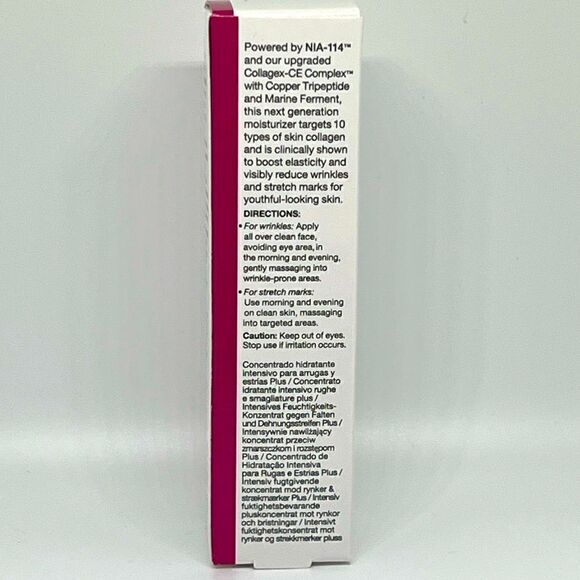 Powered by NIA-114™
and our upgraded
Collagex-CE Complex™
with Copper Tripeptide
and Marine Ferment,
this next generation
moisturizer targets 10
types of skin collagen
and is clinically shown
to boost elasticity and
visibly reduce wrinkles
and stretch marks for
youthful-looking skin.
DIRECTIONS:
• For wrinkles: Apply
all over clean face,
avoiding eye area, in
the morning and evening,
gently massaging into
wrinkle-prone areas.
• For stretch marks:
Use morning and evening
on clean skin, massaging
into targeted areas.
Caution: Keep out of eyes.
Stop use if irritation occurs.
Concentrado hidratante
intensivo para arrugas y
estrias Plus / Concentrato
idratante intensivo rughe
e smagliature plus /
Intensives Feuchtigkeits-
Konzentrat gegen Falten
und Dehnungsstreifen Plus /
Intensywnie nawilżający
koncentrat przeciw
zmarszczkom i rozstępom
Plus / Concentrado de
Hidratação Intensiva
para Rugas e Estrias Plus /
Intensiv fugtgivende
koncentrat mod rynker &
strækmærker Plus / Intensiv
fuktighetsbevarande
pluskoncentrat mot rynkor
och bristningar / Intensivt
fuktighetskonsentrat mot
rynker og strekkmerker pluss